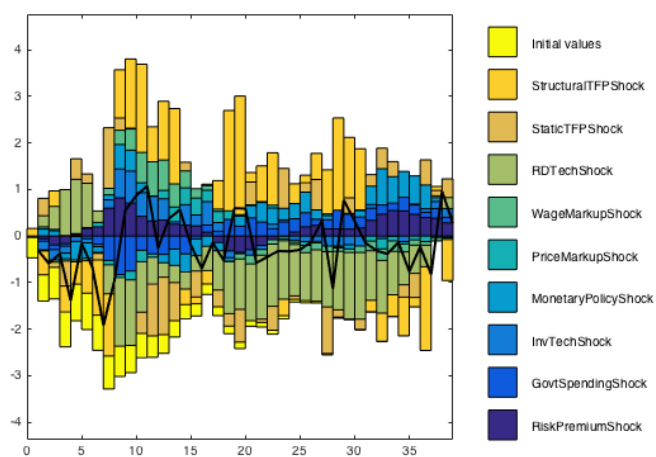 4
3
2
1
0
-1
-2
-3
-4
0 5 10 15 20 25 30 35
Initial values
StructuralTFPShock
StaticTFPShock
RDTechShock
WageMarkupShock
PriceMarkupShock
MonetaryPolicyShock
InvTechShock
GovtSpendingShock
RiskPremiumShock